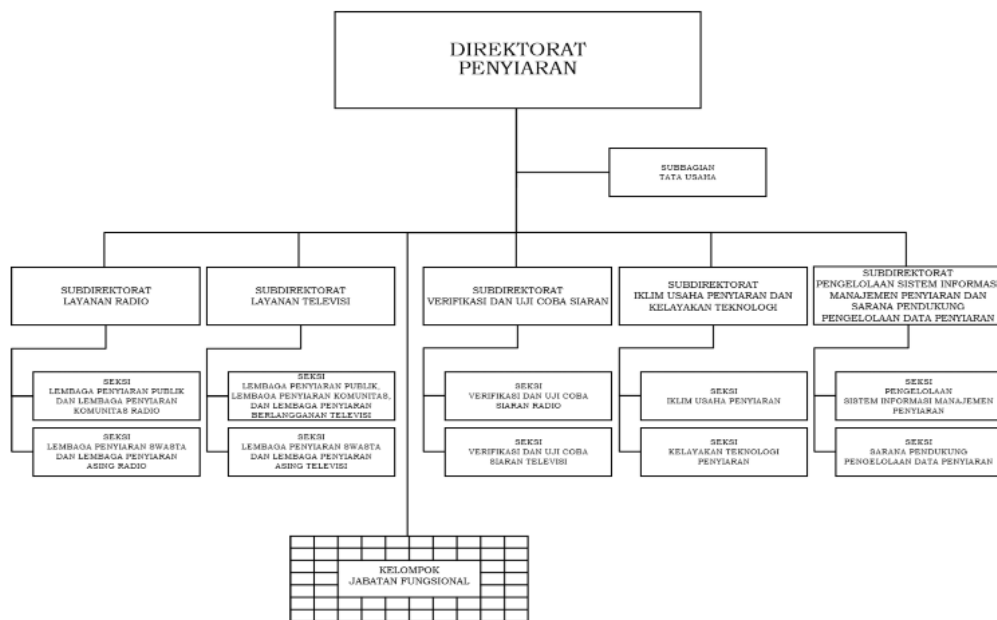 DIREKTORAT
PENYIARAN
SUBBAGIAN
TATA USAHA
SUBDIREKTORAT
LAYANAN RADIO
SUBDIREKTORAT
LAYANAN TELEVISI
SUBDIREKTORAT
VERIFIKASI DAN UJI COBA SIARAN
SUBDIREKTORAT
IKLIM USAHA PENYIARAN DAN
KELAYAKAN TEKNOLOGI
SUBDIREKTORAT
PENGELOLAAN SISTEM INFORMASI
MANAJEMEN PENYIARAN DAN
SARANA PENDUKUNG
PENGELOLAAN DATA PENYIARAN
SEKSI
LEMBAGA PENYIARAN PUBLIK
DAN LEMBAGA PENYIARAN
KOMUNITAS RADIO
SEKSI
LEMBAGA PENYIARAN PUBLIK,
LEMBAGA PENYIARAN KOMUNITAS,
DAN LEMBAGA PENYIARAN
BERLANGGANAN TELEVISI
SEKSI
VERIFIKASI DAN UJI COBA
SIARAN RADIO
SEKSI
IKLIM USAHA PENYIARAN
SEKSI
PENGELOLAAN
SISTEM INFORMASI MANAJEMEN
PENYIARAN
SEKSI
LEMBAGA PENYIARAN SWASTA
DAN LEMBAGA PENYIARAN
ASING RADIO
SEKSI
LEMBAGA PENYIARAN SWASTA
DAN LEMBAGA PENYIARAN
ASING TELEVISI
SEKSI
VERIFIKASI DAN UJI COBA
SIARAN TELEVISI
SEKSI
KELAYAKAN TEKNOLOGI
PENYIARAN
SEKSI
SARANA PENDUKUNG
PENGELOLAAN DATA PENYIARAN
KELOMPOK
JABATAN FUNGSIONAL